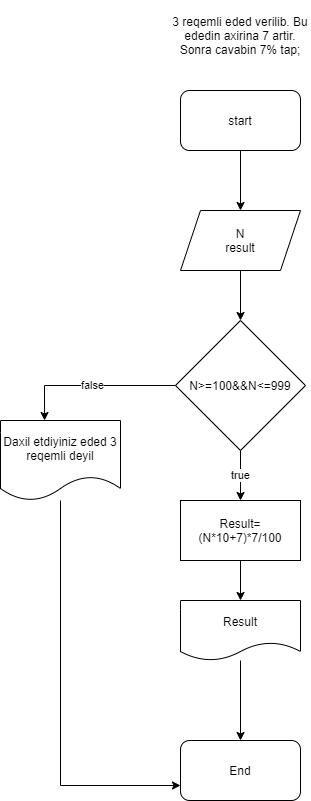 3 reqemli eded verilib. Bu
ededin axirina 7 artir.
Sonra cavabin 7% tap;
start
N
result
N>=100&&N<=999
false
Daxil etdiyiniz eded 3
reqemli deyil
true
Result=
(N*10+7)*7/100
Result
End